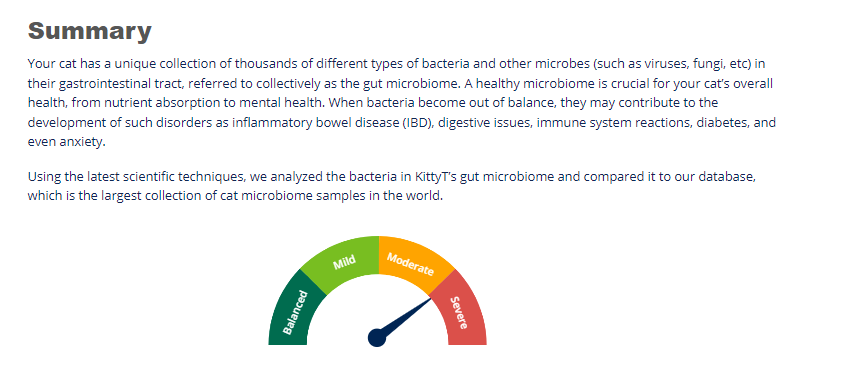 Summary
Your cat has a unique collection of thousands of different types of bacteria and other microbes (such as viruses, fungi, etc) in
their gastrointestinal tract, referred to collectively as the gut microbiome. A healthy microbiome is crucial for your cat's overall
health, from nutrient absorption to mental health. When bacteria become out of balance, they may contribute to the
development of such disorders as inflammatory bowel disease (IBD), digestive issues, immune system reactions, diabetes, and
even anxiety.
Using the latest scientific techniques, we analyzed the bacteria in KittyT's gut microbiome and compared it to our database,
which is the largest collection of cat microbiome samples in the world.
Balanced
Mild
Moderate
Severe